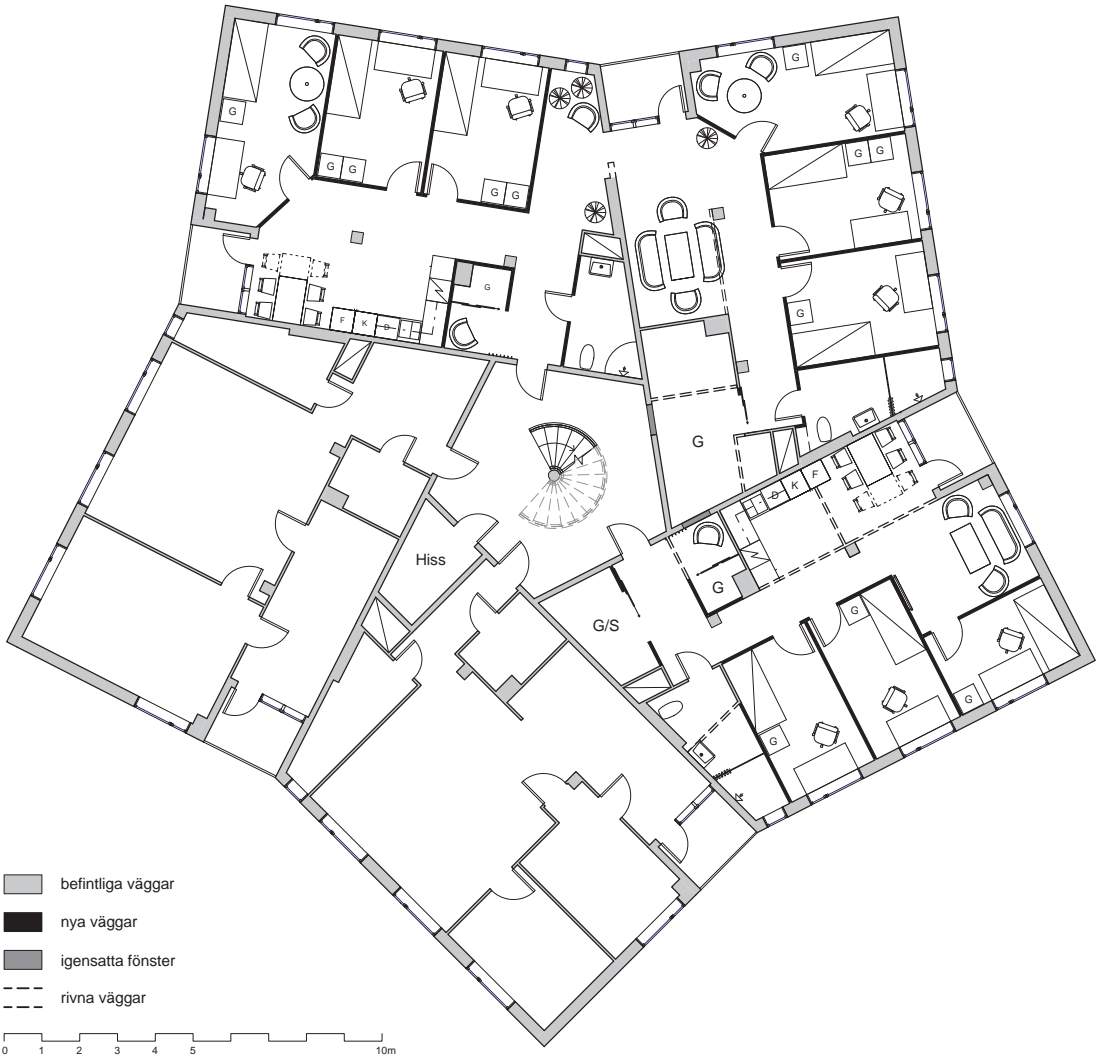 G
G
G G
G G
G G
G
G
F K D
G
G
D K F
G
Hiss
G/S
G
G
G
befintliga väggar
nya väggar
igensatta fönster
rivna väggar
0 1 2 3 4 5 10m